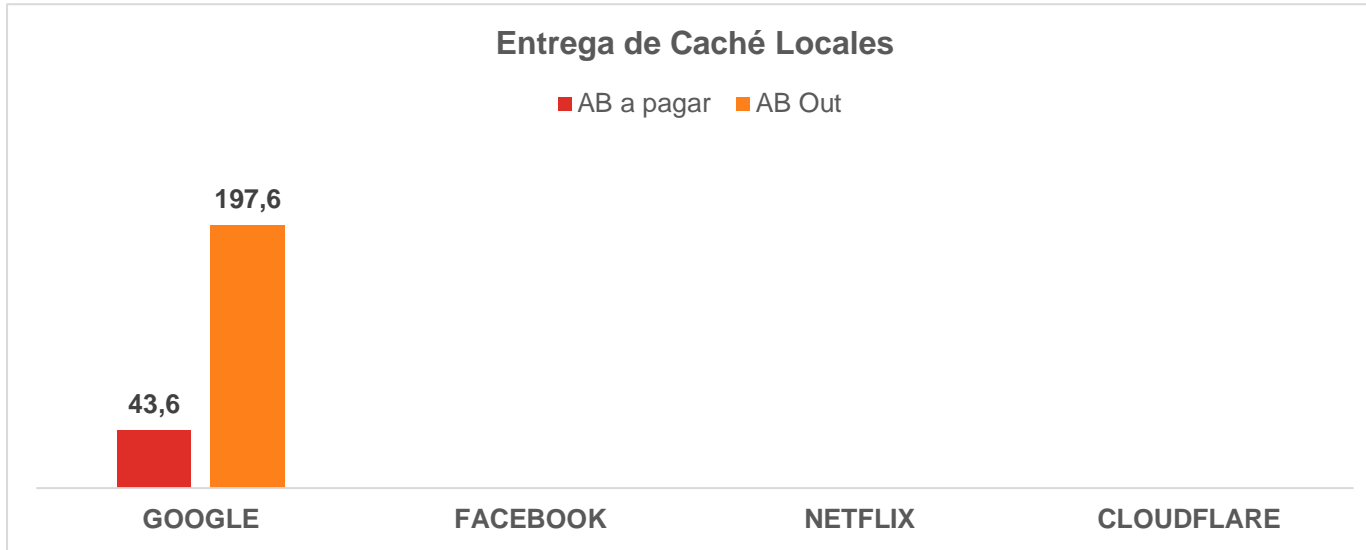 Entrega de Caché Locales
AB a pagar AB Out
197,6
43,6
GOOGLE FACEBOOK NETFLIX CLOUDFLARE